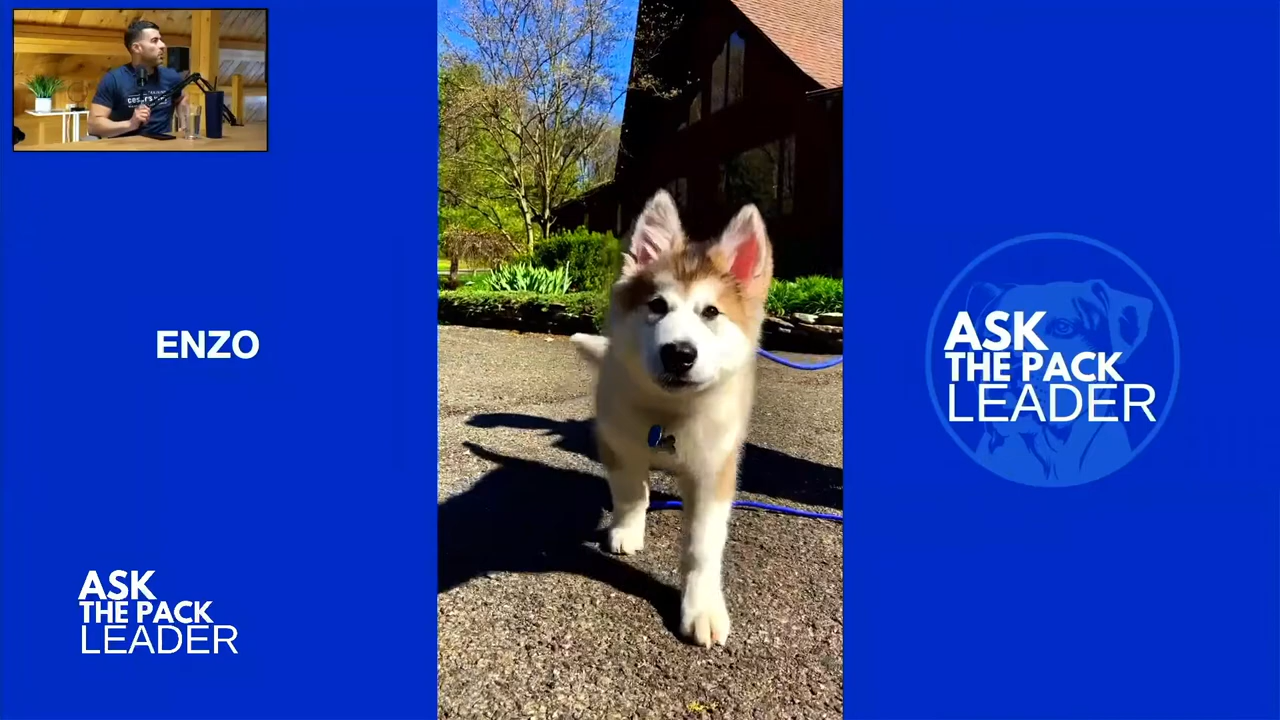 ENZO
ASK
THE PACK
LEADER
ASK
THE PACK
LEADER